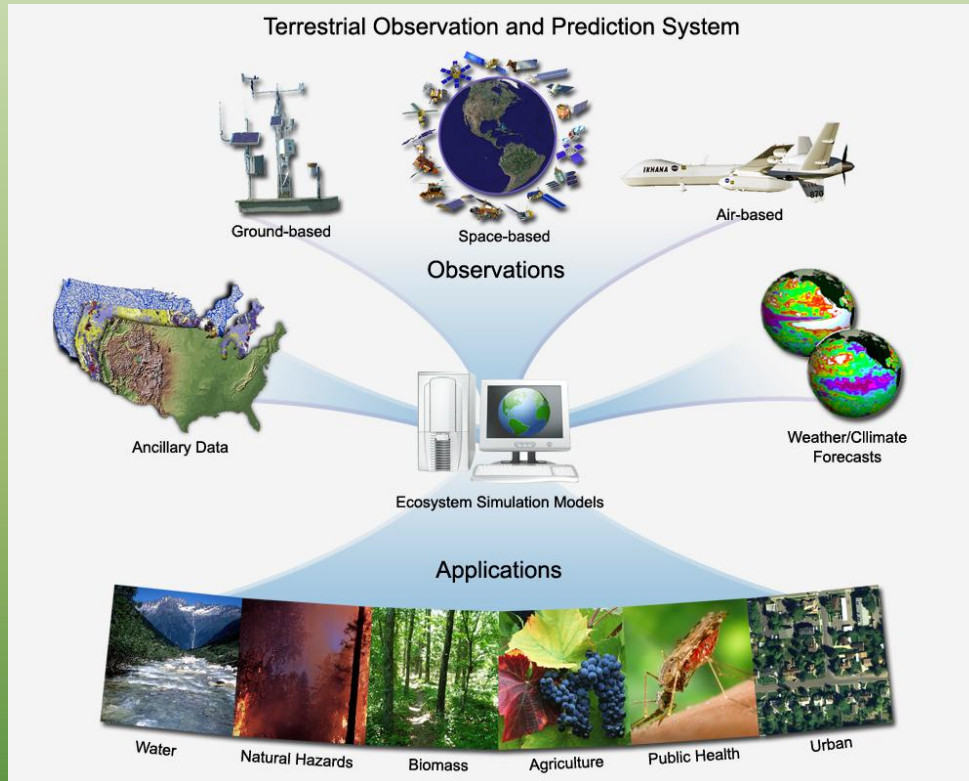 Terrestrial Observation and Prediction System
IKHANA
870
Ground-based
Space-based
Air-based
Observations
Ancillary Data
Weather/Cllimate
Forecasts
Ecosystem Simulation Models
Applications
Water
Natural Hazards
Biomass
Agriculture
Public Health
Urban